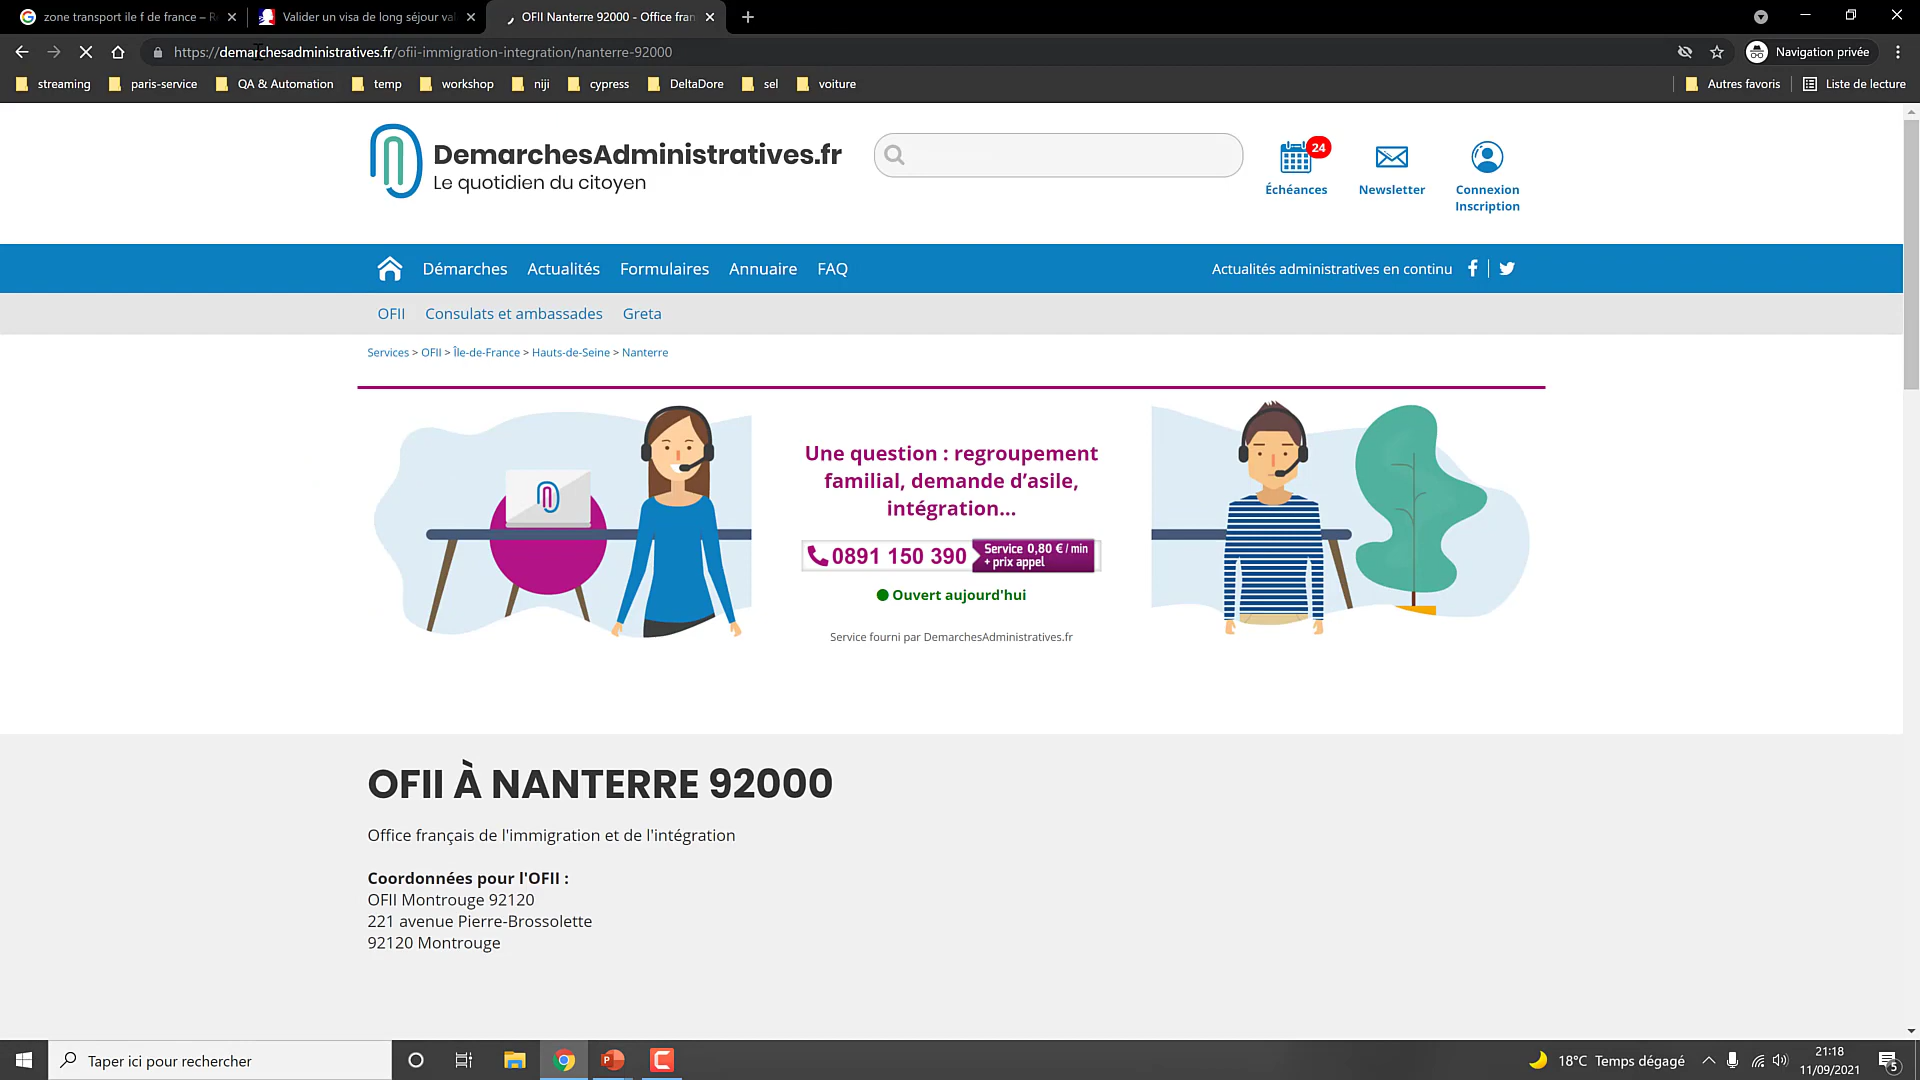 zone transport ile f de france – R
Valider un visa de long séjour val
OFII Nanterre 92000 - Office fran
https://demarchesadministratives.fr/ofii-immigration-integration/nanterre-92000
Navigation privée
streaming
paris-service
QA & Automation
temp
workshop
niji
cypress
DeltaDore
sel
voiture
Autres favoris
Liste de lecture
DemarchesAdministratives.fr
Le quotidien du citoyen
24
Échéances
Newsletter
Connexion
Inscription
Démarches
Actualités
Formulaires
Annuaire
FAQ
Actualités administratives en continu
OFII
Consulats et ambassades
Greta
Services > OFII > Île-de-France > Hauts-de-Seine > Nanterre
Une question : regroupement
familial, demande d'asile,
intégration...
0891 150 390
Service 0,80 € / min
+ prix appel
Ouvert aujourd'hui
Service fourni par DemarchesAdministratives.fr
OFII À NANTERRE 92000
Office français de l'immigration et de l'intégration
Coordonnées pour l'OFII :
OFII Montrouge 92120
221 avenue Pierre-Brossolette
92120 Montrouge
Taper ici pour rechercher
18°C Temps dégagé
21:18
11/09/2021
5